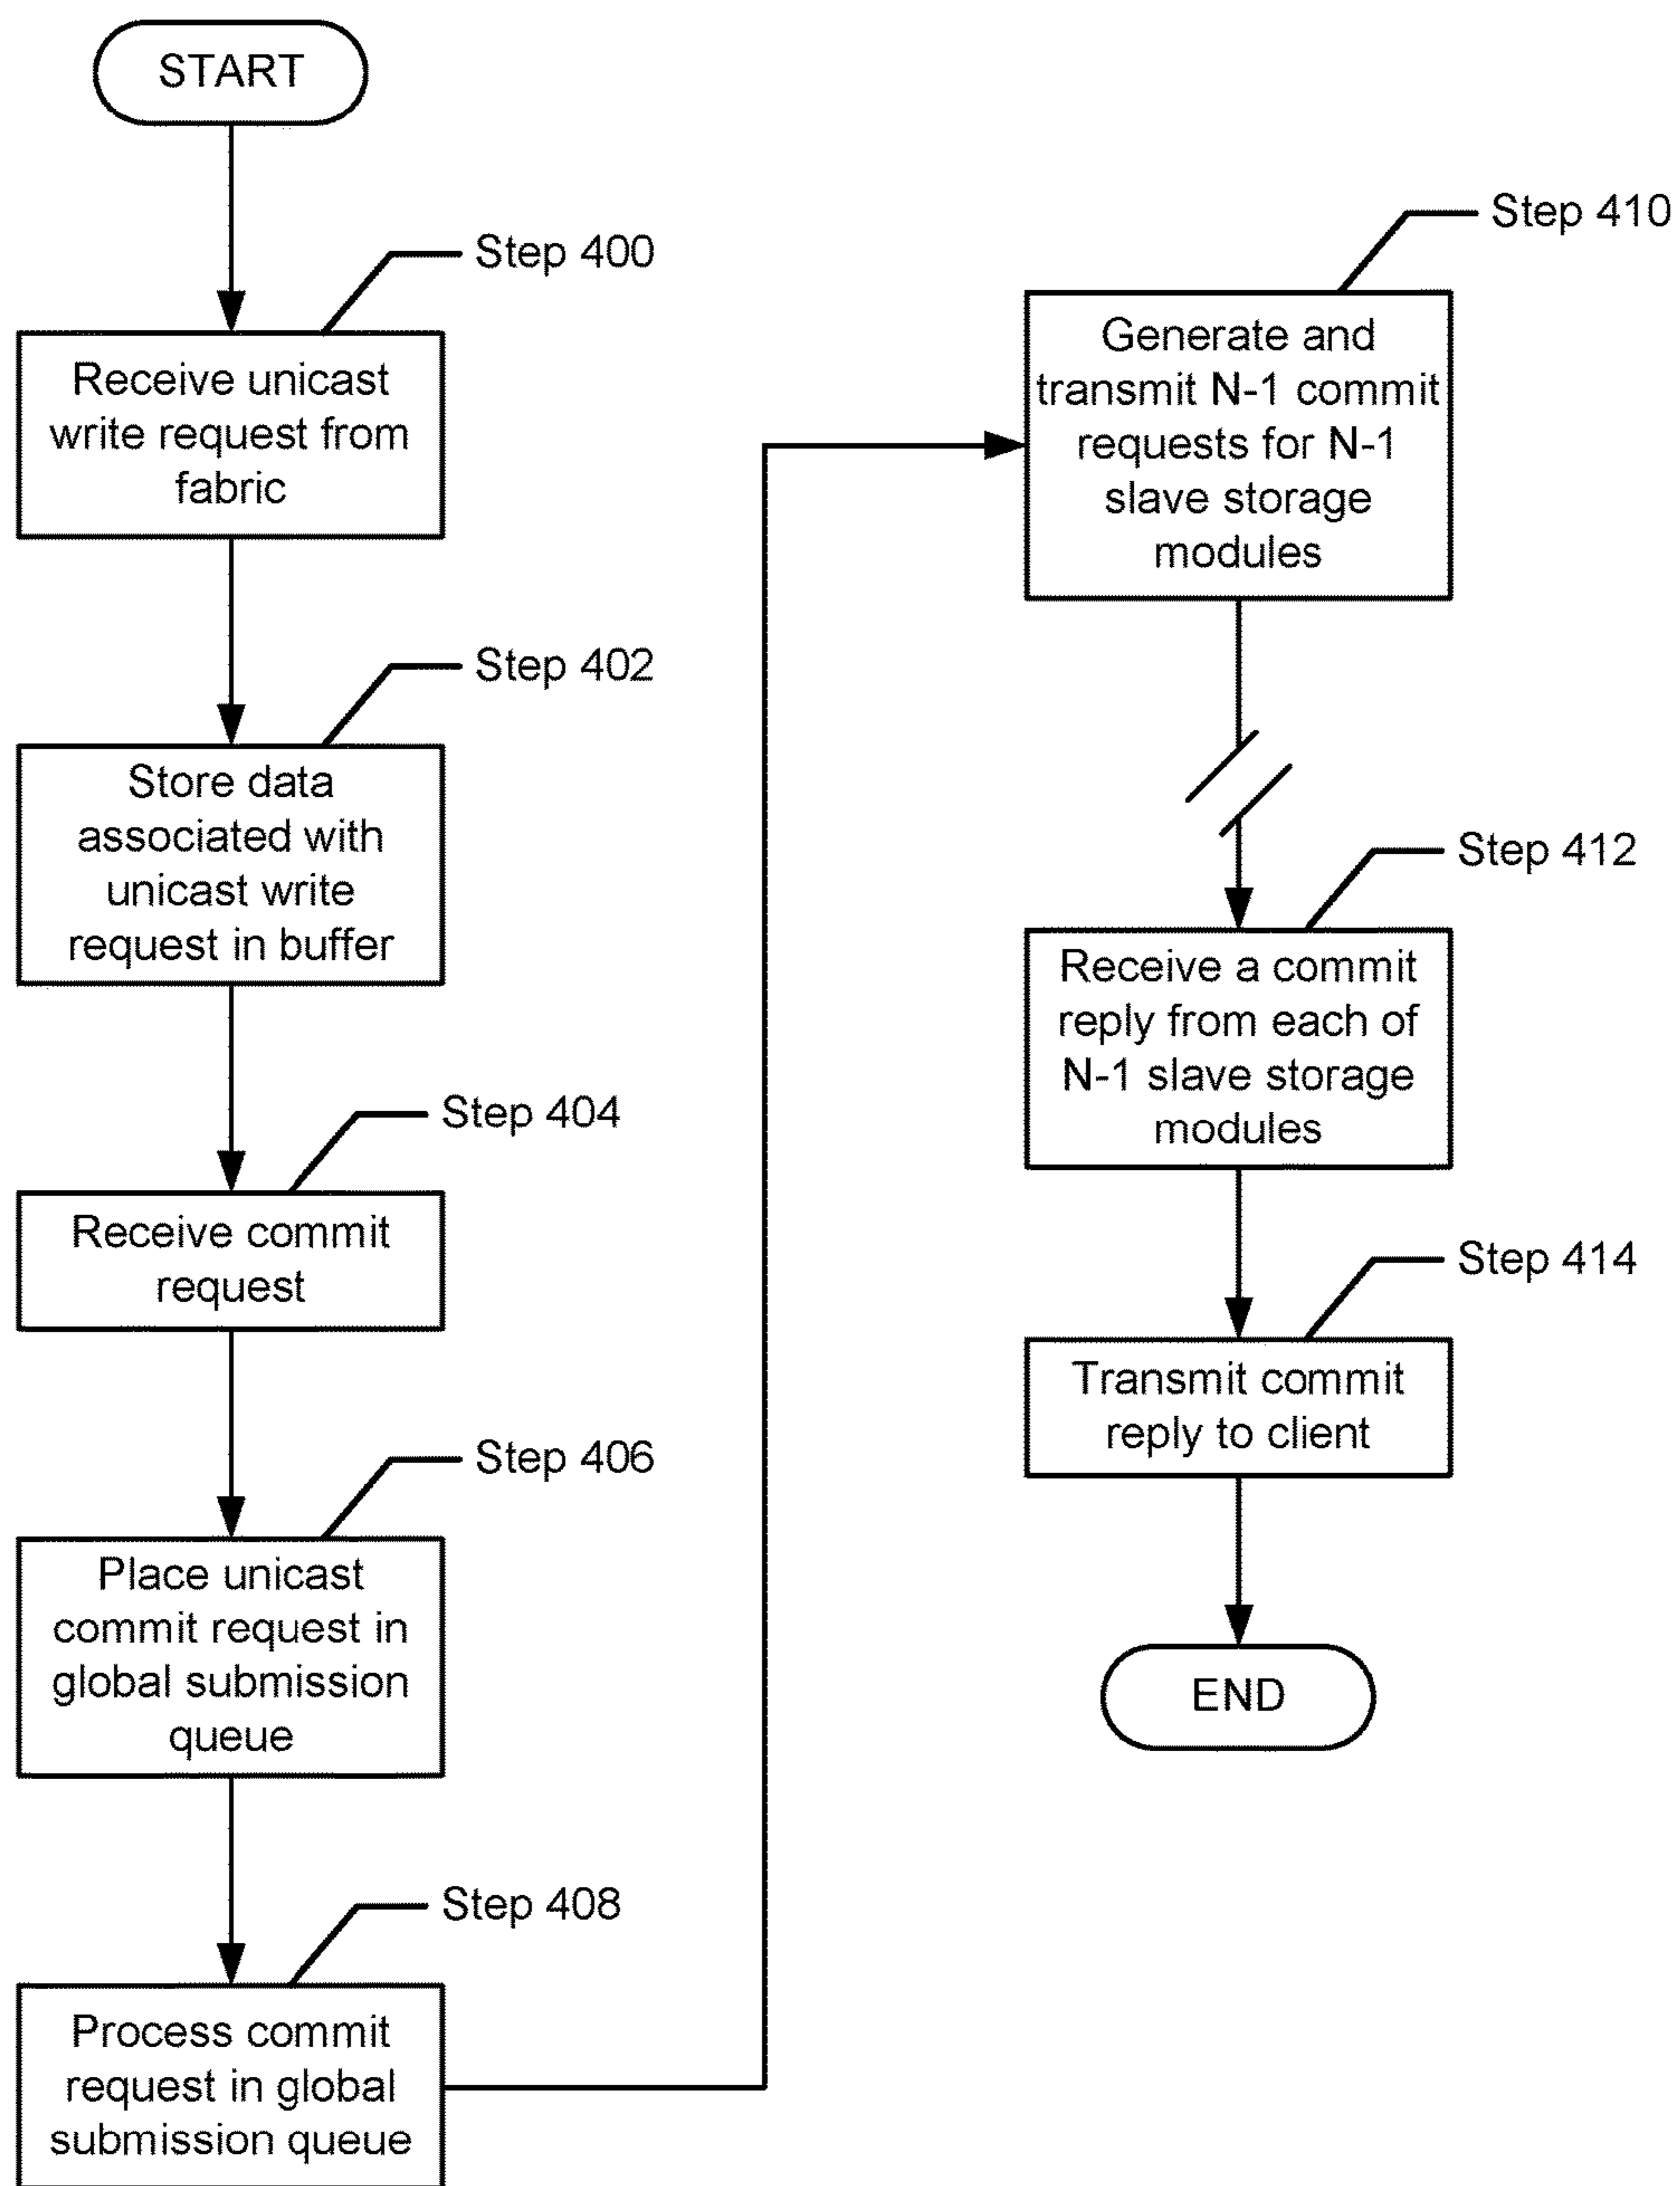 START
Step 400
Receive unicast
write request from
fabric
Step 402
Store data
associated with
unicast write
request in buffer
Step 404
Receive commit
request
Step 406
Place unicast
commit request in
global submission
queue
Step 408
Process commit
request in global
submission queue
Step 410
Generate and
transmit N-1 commit
requests for N-1
slave storage
modules
Step 412
Receive a commit
reply from each of
N-1 slave storage
modules
Step 414
Transmit commit
reply to client
END